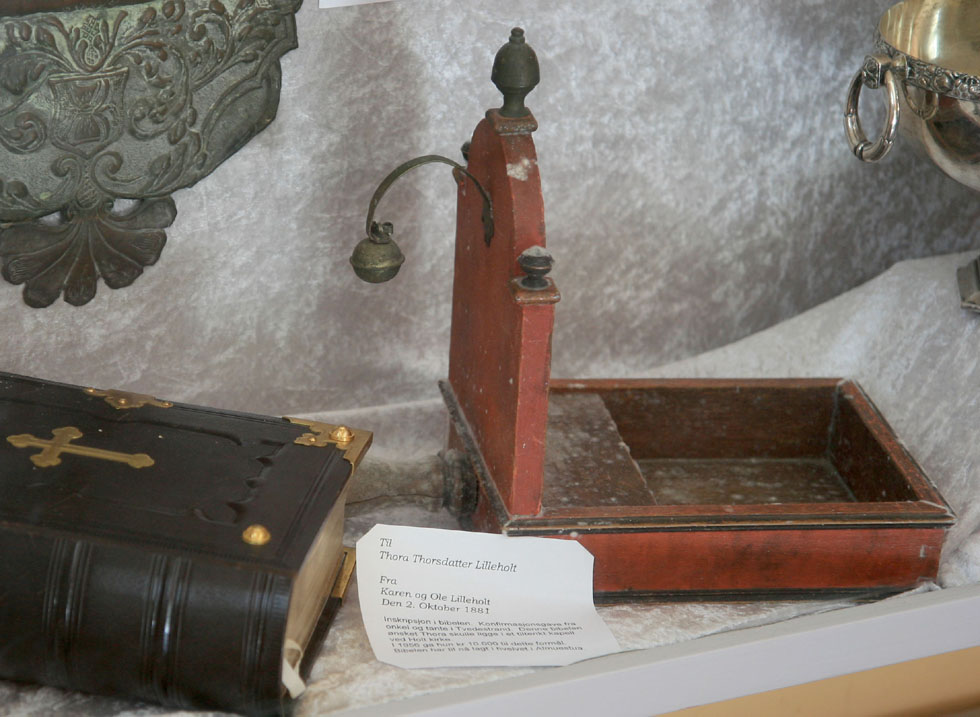 Til
Thora Thorsdatter Lilleholt
Fra
Karen og Ole Lilleholt
Den 2. Oktober 1881
Inskripsjon i bibelen. Konfirmasjonsgave fra
onkel og tante i Tvedestrand. Denne bibelen
ønsket Thora skulle ligge i et tiltenkt kapell
ved Holt kirke.
I 1956 ga hun kr 10.000 til dette formål.
Bibelen har til nå lagt i hvelvet i